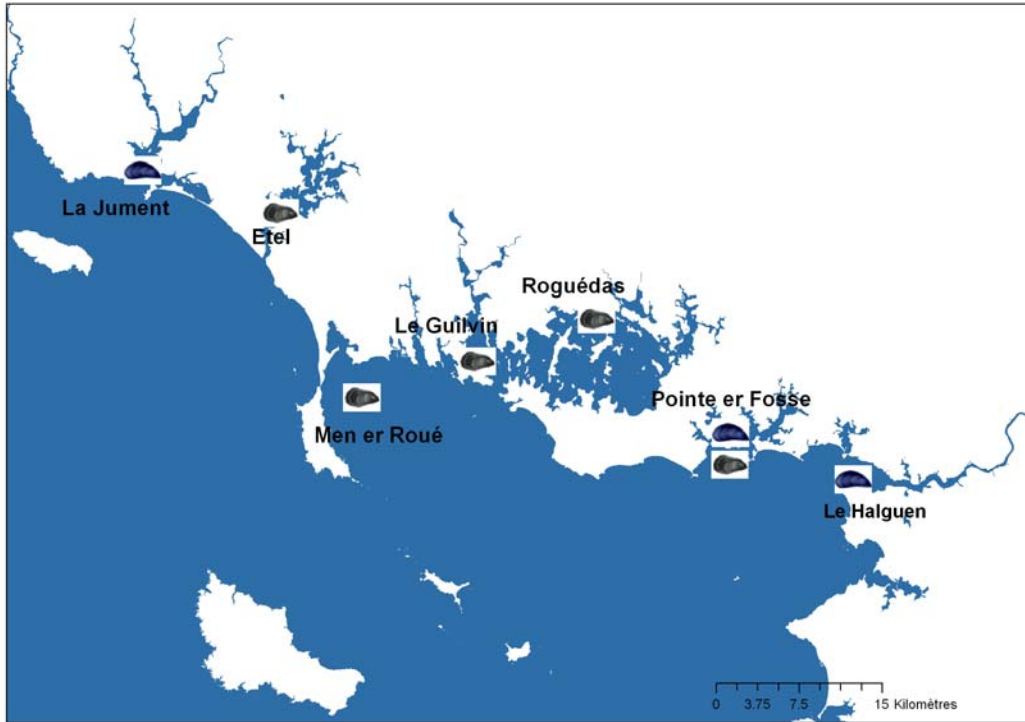 La Jument
Etel
Roguédas
Le Guilvin
Pointe er Fosse
Men er Roué
Le Halguen
0 3.75 7.5 15 Kilomètres